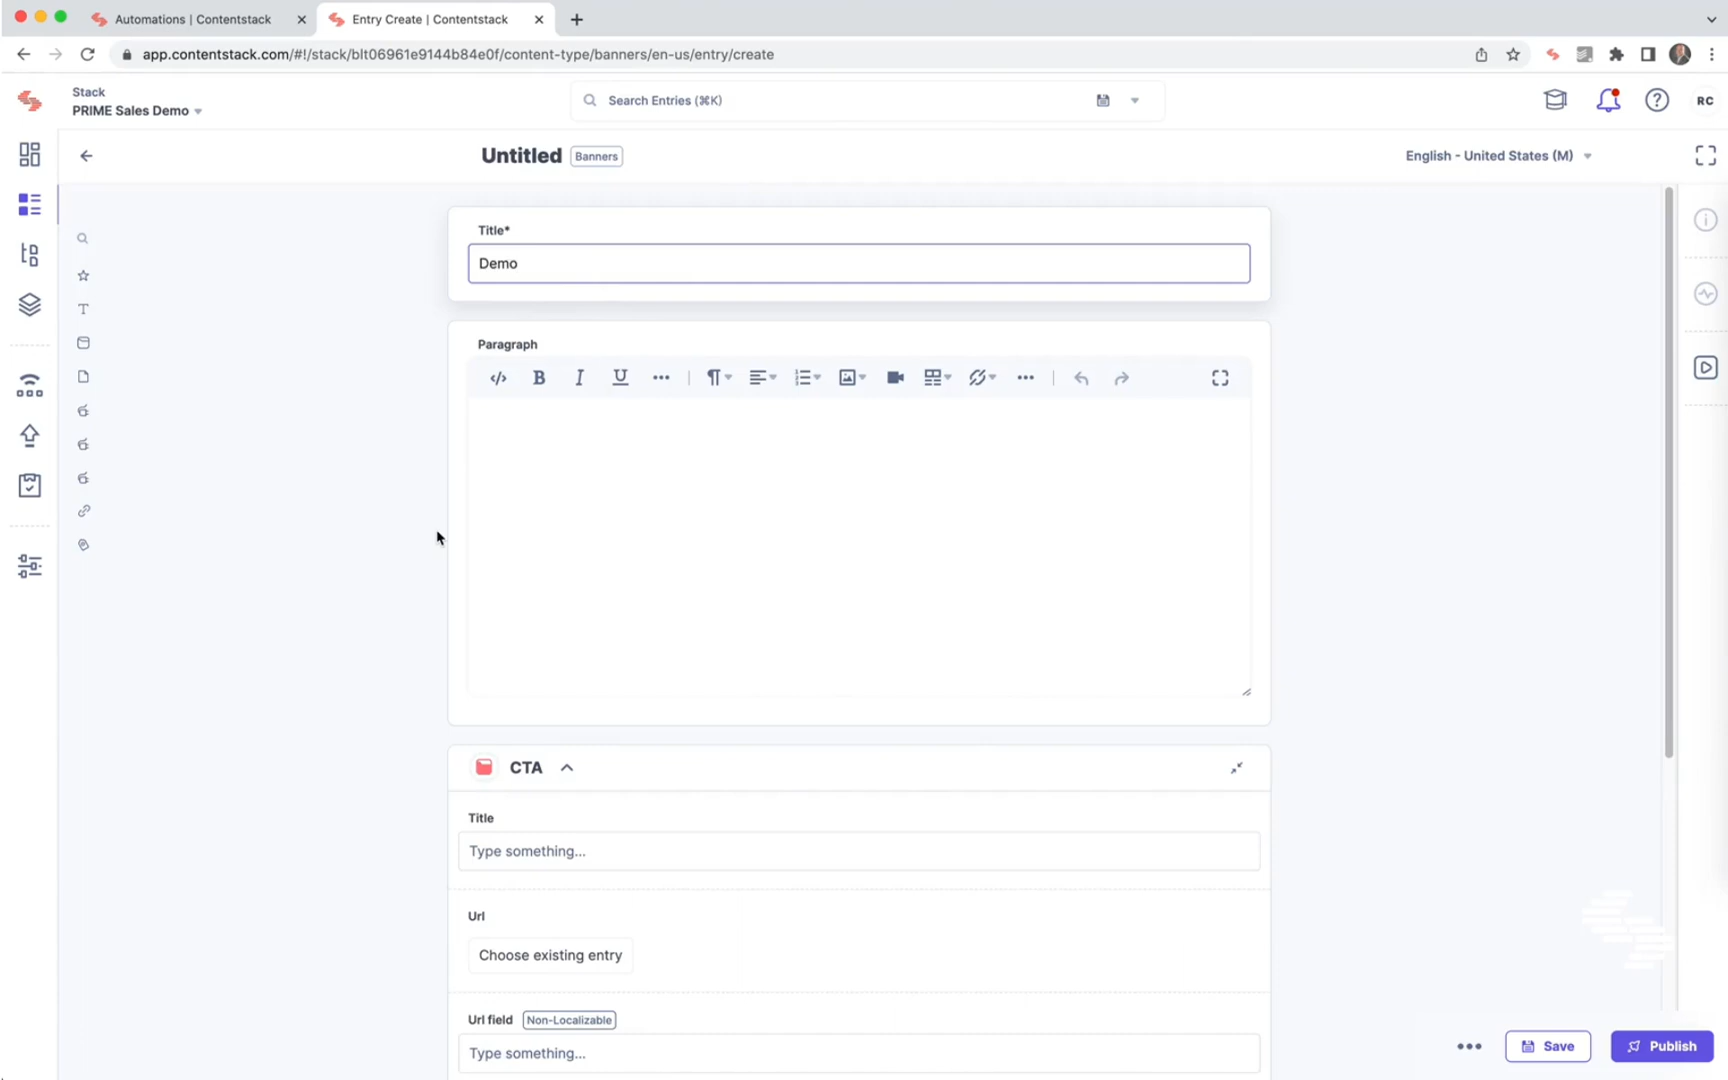 Automations | Contentstack
Entry Create | Contentstack
app.contentstack.com/#!/stack/blt06961e9144b84e0f/content-type/banners/en-us/entry/create
Stack
PRIME Sales Demo
Search Entries (⌘K)
RC
Untitled
Banners
English - United States (M)
Title*
Demo
Paragraph
CTA
Title
Type something...
Url
Choose existing entry
Url field
Non-Localizable
Type something...
Save
Publish